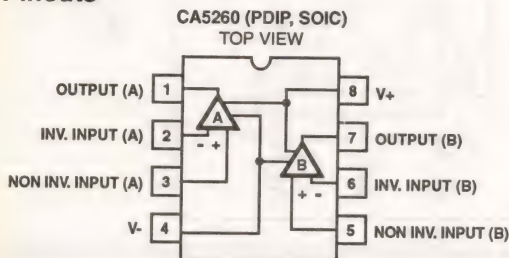 CA5260 (PDIP, SOIC)
TOP VIEW
OUTPUT (A) 1
INV. INPUT (A) 2
NON INV. INPUT (A) 3
V- 4
A
- +
B
+ -
8 V+
7 OUTPUT (B)
6 INV. INPUT (B)
5 NON INV. INPUT (B)